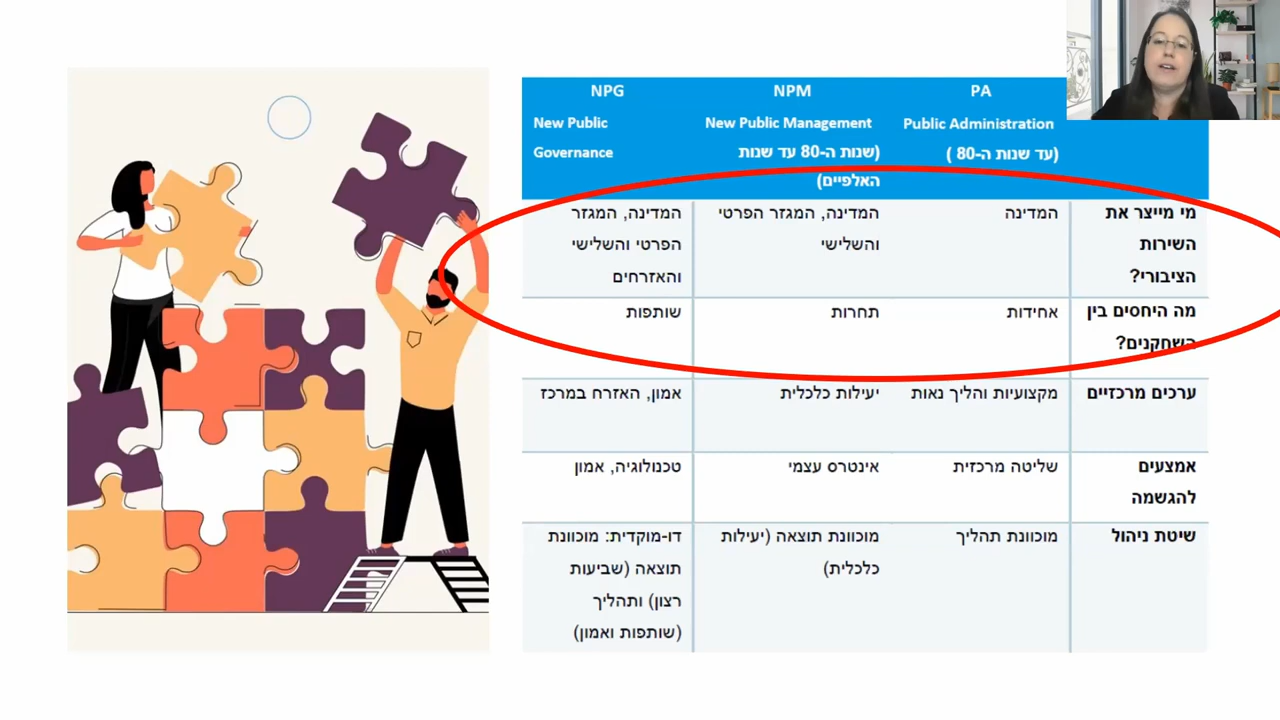 PA
Public Administration
(עד שנות ה-80 )
NPM
New Public Management
(שנות ה-80 עד שנות
האלפיים)
NPG
New Public
Governance
מי מייצר את
השירות
הציבורי?
המדינה
המדינה, המגזר הפרטי
והשלישי
המדינה, המגזר
הפרטי והשלישי
והאזרחים
מה היחסים בין
השחקנים?
אחידות
תחרות
שותפות
ערכים מרכזיים
מקצועיות והליך נאות
יעילות כלכלית
אמון, האזרח במרכז
אמצעים
להגשמה
שליטה מרכזית
אינטרס עצמי
טכנולוגיה, אמון
שיטת ניהול
מוכוונת תהליך
מוכוונת תוצאה (יעילות
כלכלית)
דו-מוקדית: מוכוונת
תוצאה (שביעות
רצון) ותהליך
(שותפות ואמון)